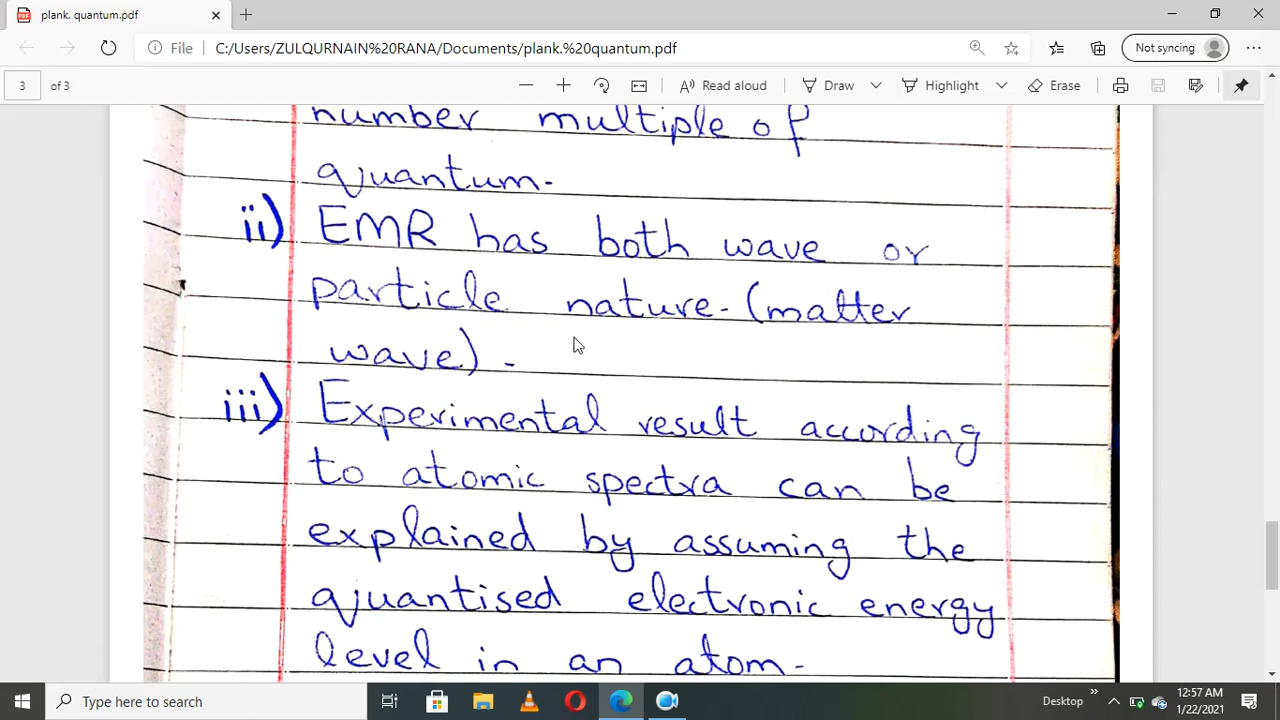 plank. quantum.pdf
File C:/Users/ZULQURNAIN%20RANA/Documents/plank.%20quantum.pdf
Not syncing
3 of 3
Read aloud Draw Highlight Erase
number multiple of
quantum.
ii) EMR has both wave or
particle nature-(matter
wave).
iii) Experimental result according
to atomic spectra can be
explained by assuming the
quantised electronic energy
level in an atom.
Type here to search
Desktop
12:57 AM
1/22/2021